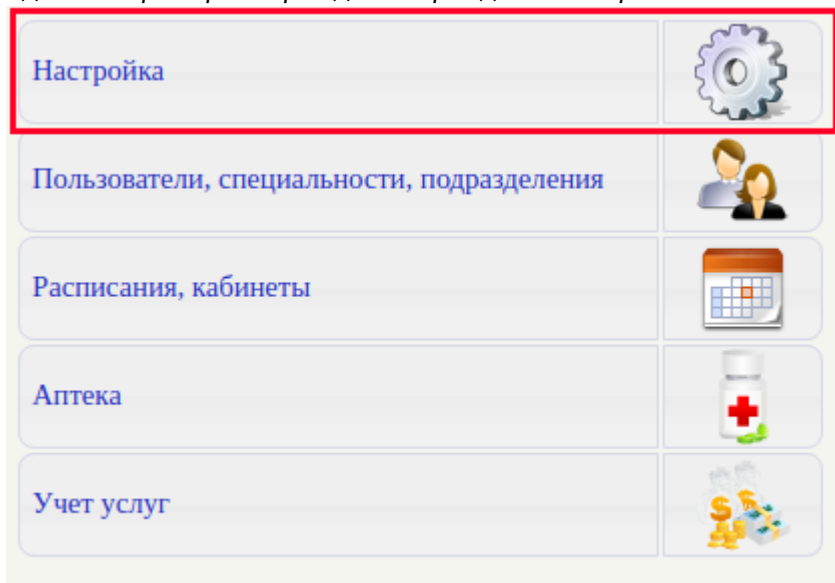 Настройка
Пользователи, специальности, подразделения
Расписания, кабинеты
Аптека
Учет услуг